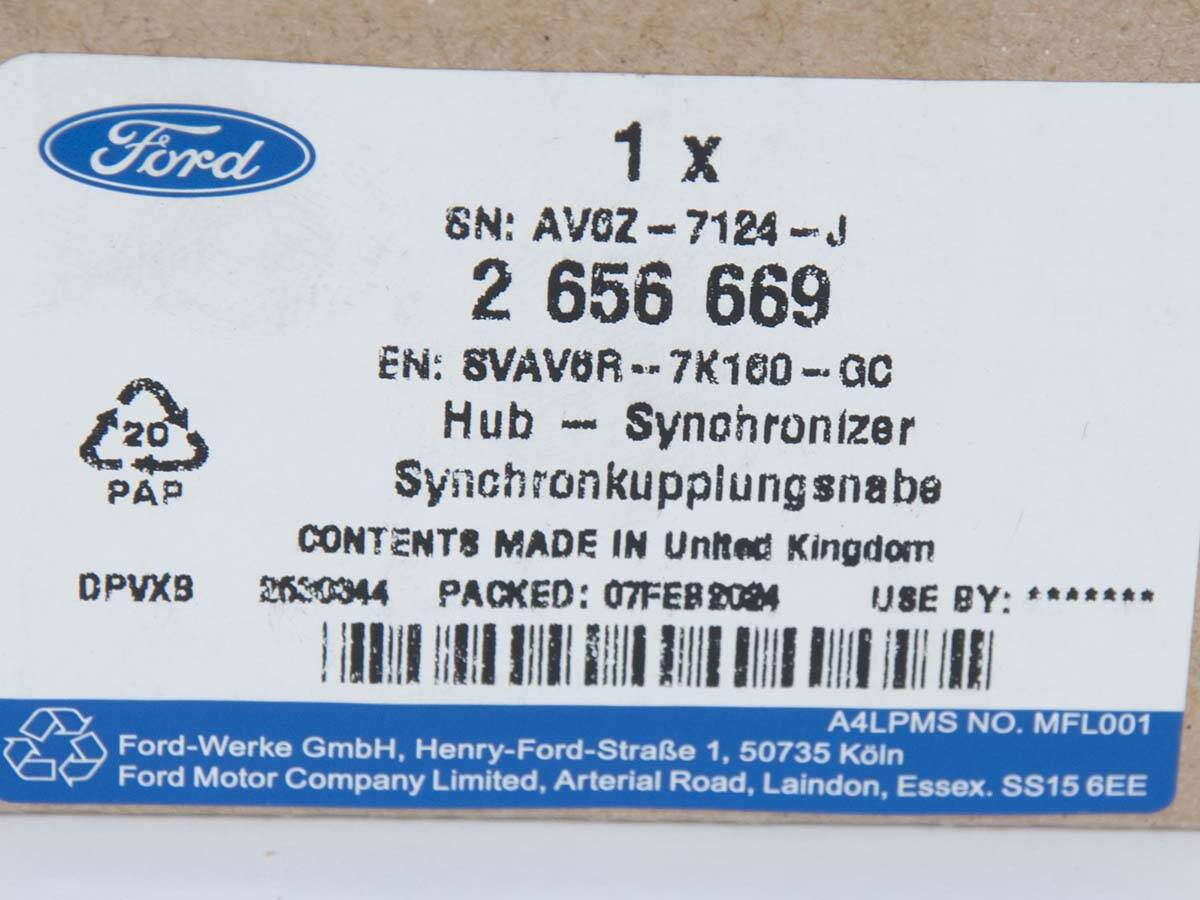 Ford
1 x
SN: AV6Z-7124-J
2 656 669
EN: SVAV6R-7K160-GC
Hub - Synchronizer
Synchronkupplungsnabe
20
PAP
CONTENTS MADE IN United Kingdom
DPVXB PACKED: 07FEB2024 USE BY: *******
A4LPMS NO. MFL001
Ford-Werke GmbH, Henry-Ford-Straße 1, 50735 Köln
Ford Motor Company Limited, Arterial Road, Laindon, Essex. SS15 6EE